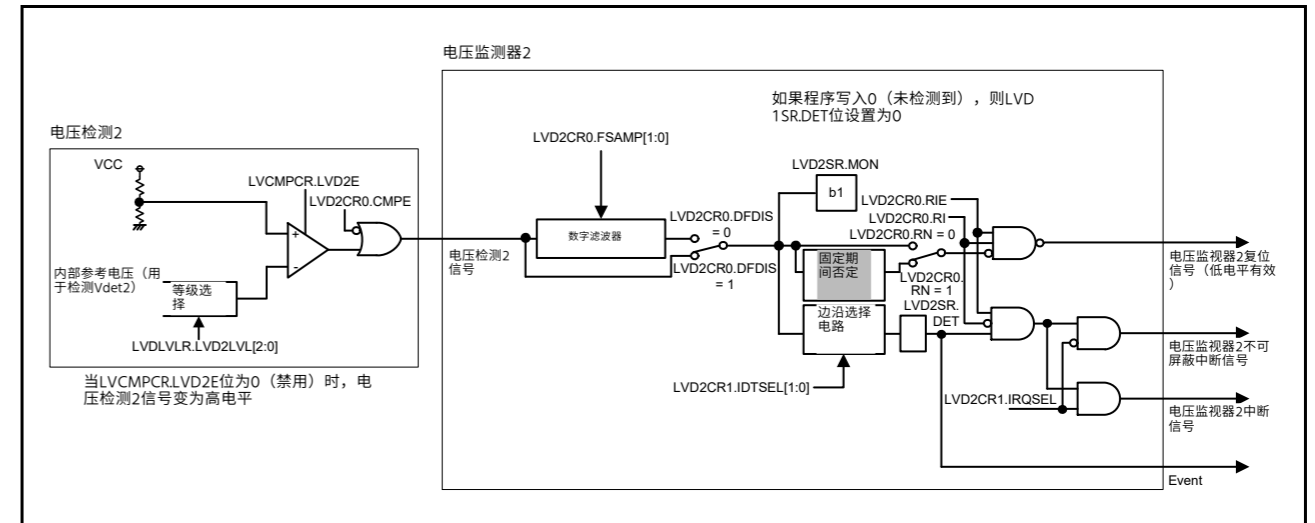 电压监测器2
如果程序写入0（未检测到），则LVD
1SR.DET位设置为0
电压检测2
LVD2CR0.FSAMP[1:0]
VCC
LVCMPCR.LVD2E
LVD2CR0.CMPE
LVD2SR.MON
b1
LVD2CR0.RIE
LVD2CR0.RI
LVD2CR0.RN = 0
LVD2CR0.DFDIS
= 0
数字滤波器
+
-
电压检测2
信号
LVD2CR0.DFDIS
= 1
固定期
间否定
LVD2CR0.
RN = 1
电压监视器2复位
信号（低电平有效
）
内部参考电压（用
于检测Vdet2）
等级选
择
LVDLVLR.LVD2LVL[2:0]
边沿选择
电路
LVD2SR.
DET
电压监视器2不可
屏蔽中断信号
当LVCMPCR.LVD2E位为0（禁用）时，电
压检测2信号变为高电平
LVD2CR1.IDTSEL[1:0]
LVD2CR1.IRQSEL
电压监视器2中断
信号
Event